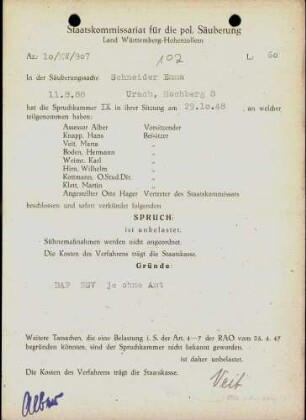 Staatskommissariat für die pol. Säuberung
Land Württemberg-Hohenzollern
Az: 10/XV/307 102 L: 60
In der Säuberungssache Schneider Emma
11.8.88 Urach, Hochberg 3
hat die Spruchkammer IX in ihrer Sitzung am 29.10.48, an welcher
teilgenommen haben:
Assessor Alber Vorsitzender
Knapp, Hans Beisitzer
Veit, Maria "
Boden, Hermann "
Weimr, Karl "
Hirn, Wilhelm "
Kottmann, O.Stud.Dir. "
Klett, Martin "
Angestellter Otto Hager Vertreter des Staatskommissars
beschlossen und sofort verkündet folgenden
SPRUCH:
ist unbelastet.
Sühnemaßnahmen werden nicht angeordnet.
Die Kosten des Verfahrens trägt die Staatskasse.
Gründe:
DAF NSV je ohne Amt
Weitere Tatsachen, die eine Belastung i. S. der Art. 4—7 der RAO vom 28. 4. 47
begründen könnten, sind der Spruchkammer nicht bekannt geworden.
ist daher unbelastet.
Die Kosten des Verfahrens trägt die Staatskasse.
Alber Veit